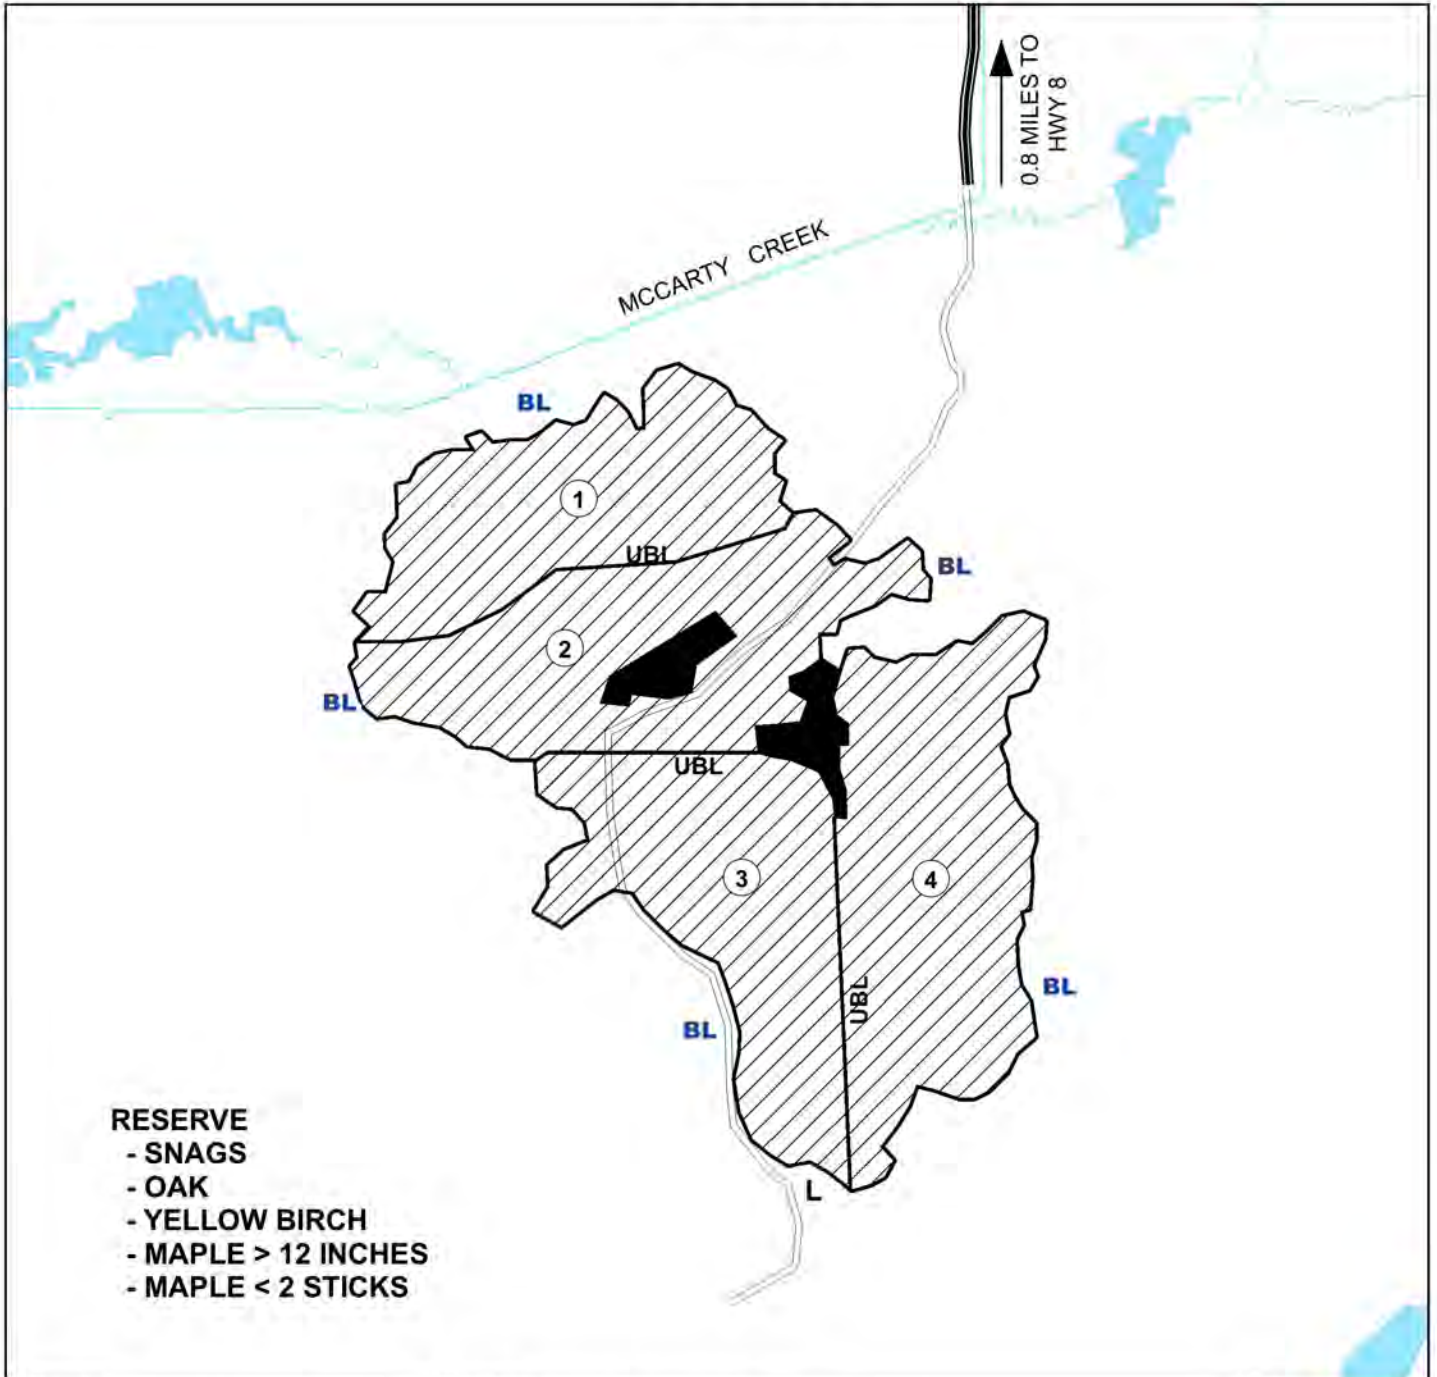 0.8 MILES TO
HWY 8
MCCARTY CREEK
BL
1
UBL
BL
2
BL
UBL
3
4
UBL
BL
BL
L
RESERVE
- SNAGS
- OAK
- YELLOW BIRCH
- MAPLE > 12 INCHES
- MAPLE < 2 STICKS